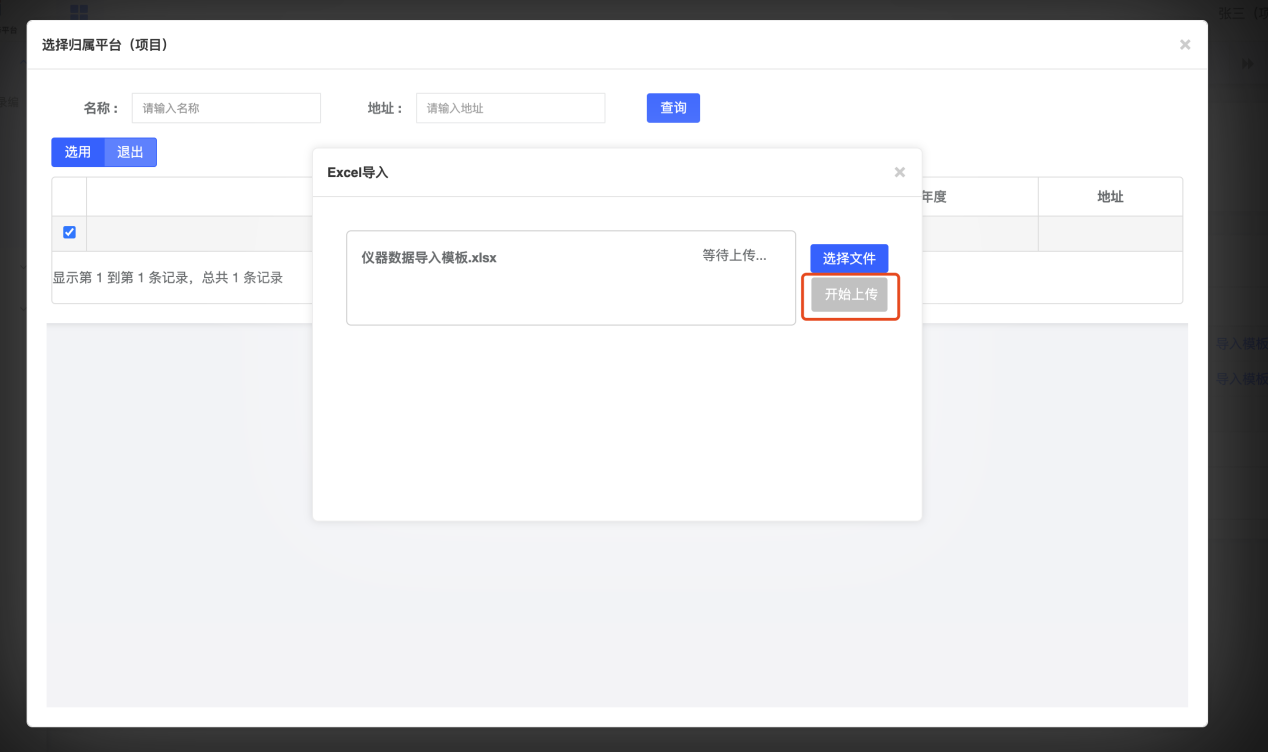 张三
平台
选择归属平台（项目）
名称：
请输入名称
地址：
请输入地址
查询
选用
退出
Excel导入
年度
地址
仪器数据导入模板.xlsx
等待上传...
选择文件
开始上传
显示第 1 到第 1 条记录，总共 1 条记录
导入模板
导入模板